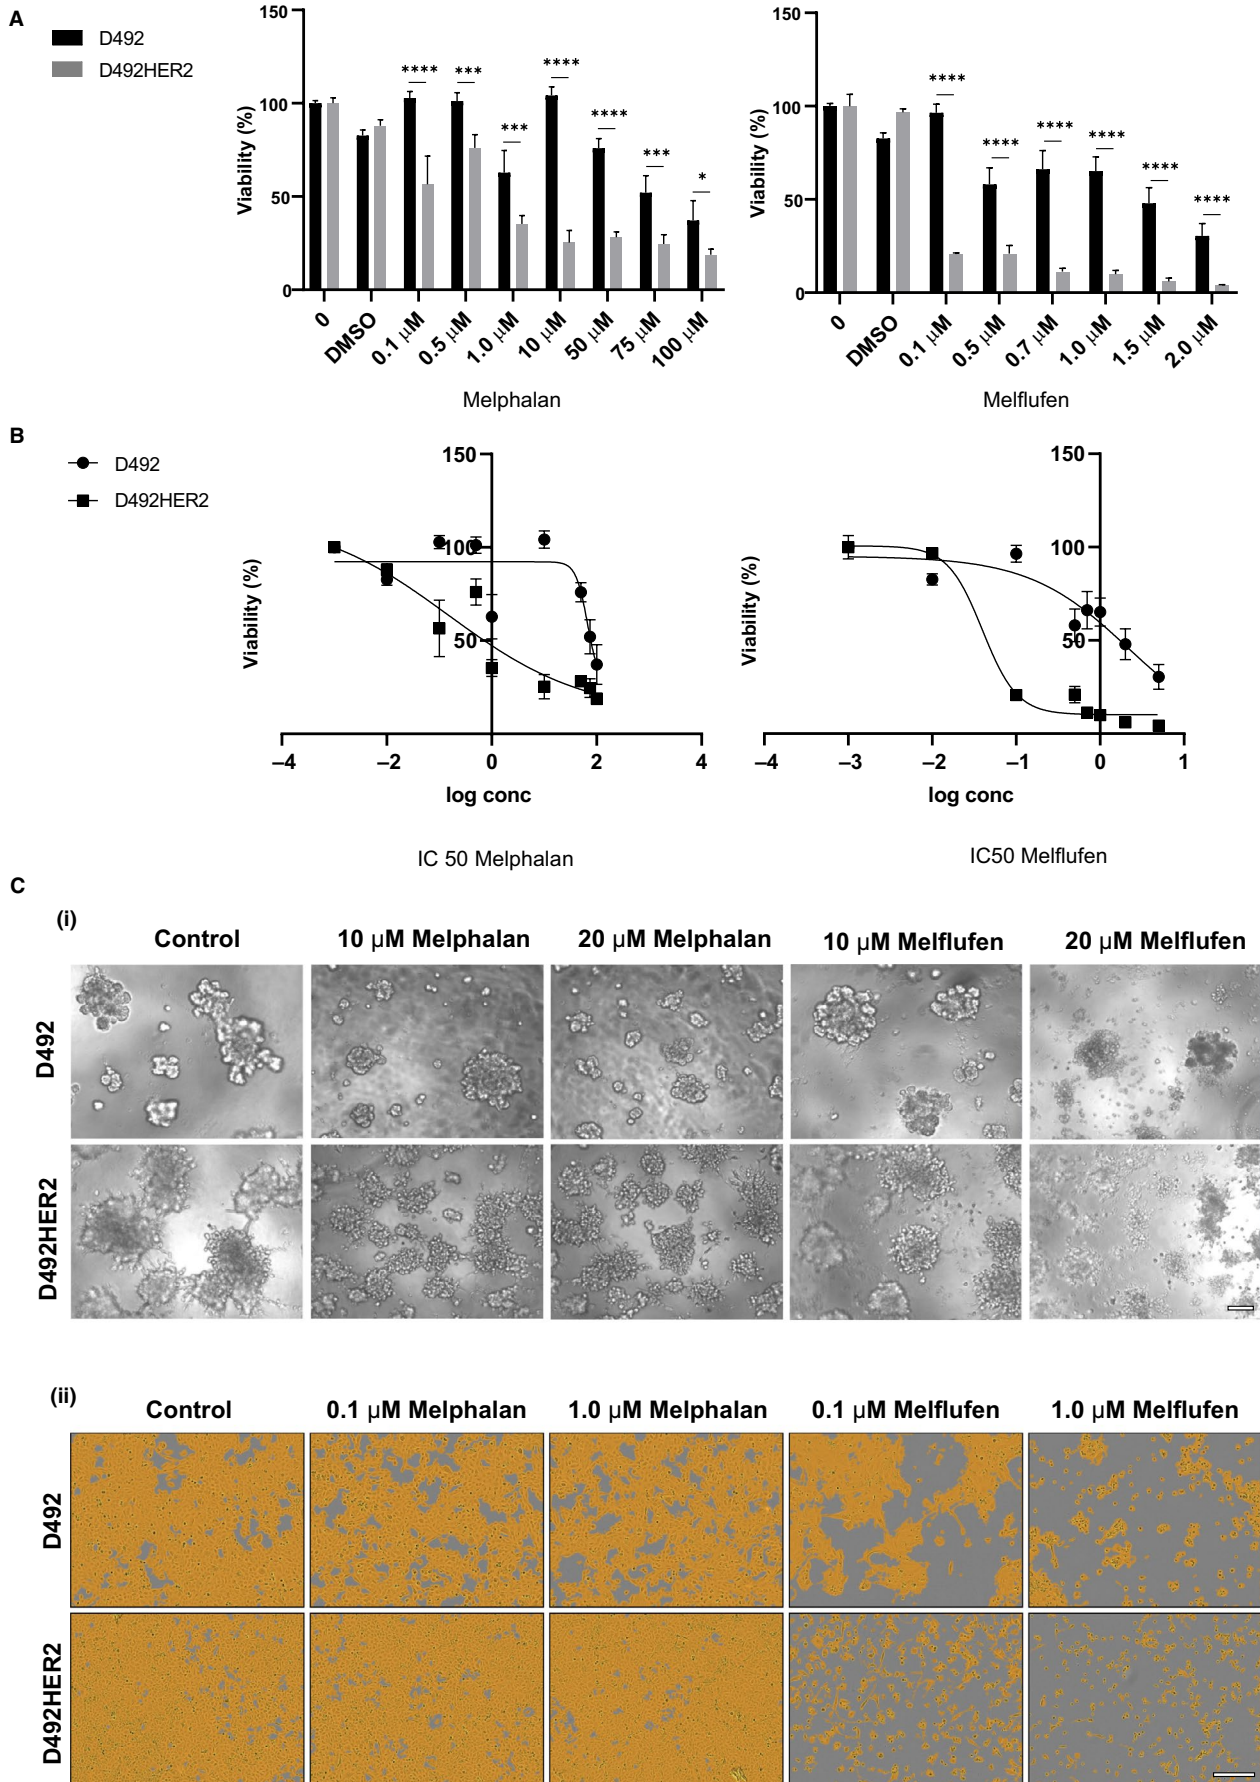 A
D492
D492HER2
150
100
50
0
Viability (%)
**** *** *** **** **** *** *
0 DMSO 0.1 µM 0.5 µM 1.0 µM 10 µM 50 µM 75 µM 100 µM
Melphalan
150
100
50
0
Viability (%)
**** **** **** **** **** ****
0 DMSO 0.1 µM 0.5 µM 0.7 µM 1.0 µM 1.5 µM 2.0 µM
Melflufen
B
D492
D492HER2
150
100
50
Viability (%)
–4 –2 0 2 4
log conc
IC 50 Melphalan
150
100
50
Viability (%)
–4 –3 –2 –1 0 1
log conc
IC50 Melflufen
C
(i)
Control 10 µM Melphalan 20 µM Melphalan 10 µM Melflufen 20 µM Melflufen
D492
D492HER2
(ii)
Control 0.1 µM Melphalan 1.0 µM Melphalan 0.1 µM Melflufen 1.0 µM Melflufen
D492
D492HER2